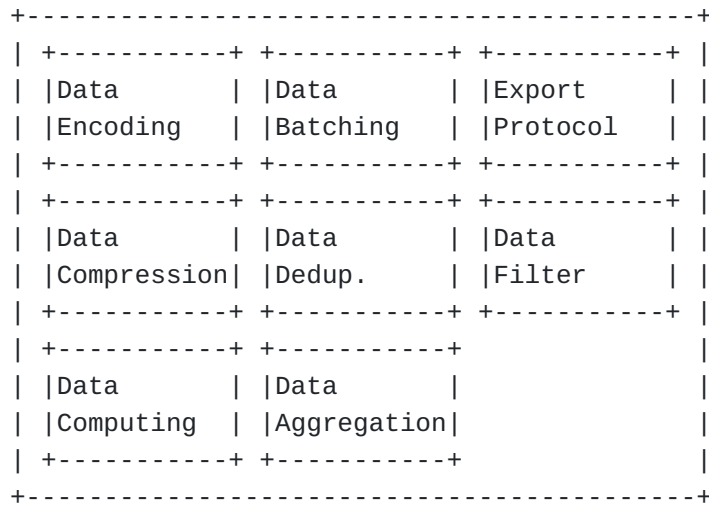 +-------------------------------------------+
| +-----------+ +-----------+ +-----------+ |
| |Data       | |Data       | |Export     | |
| |Encoding   | |Batching   | |Protocol   | |
| +-----------+ +-----------+ +-----------+ |
| +-----------+ +-----------+ +-----------+ |
| |Data       | |Data       | |Data       | |
| |Compression| |Dedup.     | |Filter     | |
| +-----------+ +-----------+ +-----------+ |
| +-----------+ +-----------+               |
| |Data       | |Data       |               |
| |Computing  | |Aggregation|               |
| +-----------+ +-----------+               |
+-------------------------------------------+